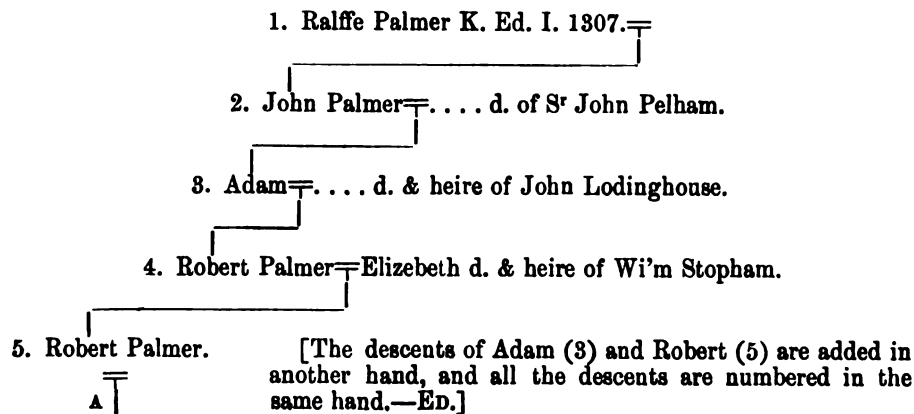 1. Ralffe Palmer K. Ed. I. 1307.
2. John Palmer=. . . . d. of Sʳ John Pelham.
3. Adam=. . . . d. & heire of John Lodinghouse.
4. Robert Palmer=Elizebeth d. & heire of Wi'm Stopham.
5. Robert Palmer. [The descents of Adam (3) and Robert (5) are added in
another hand, and all the descents are numbered in the
A same hand.—ED.]